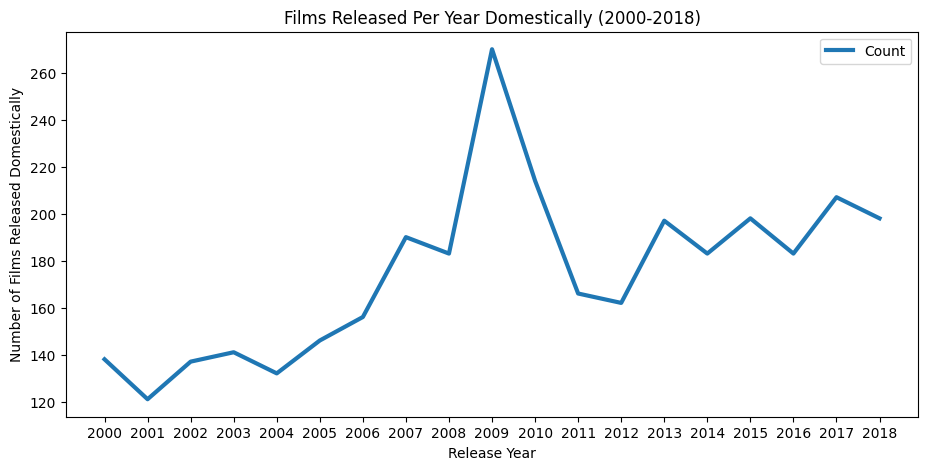 Films Released Per Year Domestically (2000-2018)
Count
Number of Films Released Domestically
260
240
220
200
180
160
140
120
2000 2001 2002 2003 2004 2005 2006 2007 2008 2009 2010 2011 2012 2013 2014 2015 2016 2017 2018
Release Year